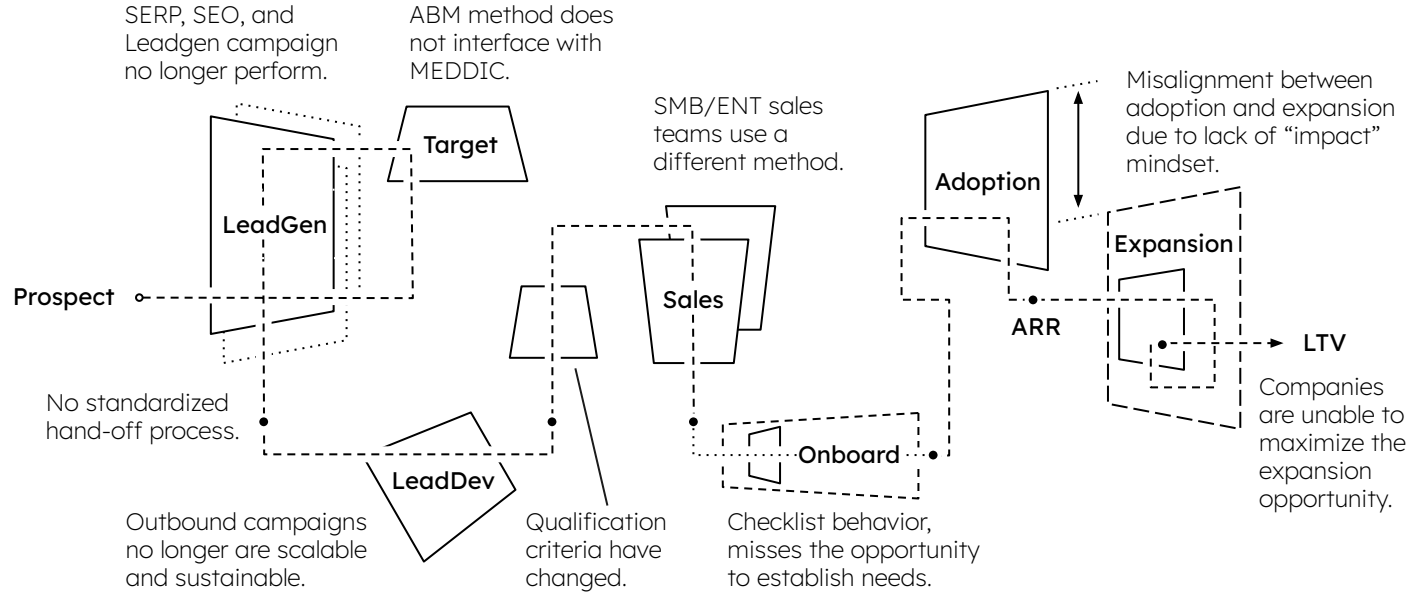 SERP, SEO, and
Leadgen campaign
no longer perform.
ABM method does
not interface with
MEDDIC.
Target
SMB/ENT sales
teams use a
different method.
Misalignment between
adoption and expansion
due to lack of “impact”
mindset.
Adoption
LeadGen
Expansion
Prospect
Sales
ARR
LTV
No standardized
hand-off process.
Companies
are unable to
maximize the
expansion
opportunity.
LeadDev
Onboard
Outbound campaigns
no longer are scalable
and sustainable.
Qualification
criteria have
changed.
Checklist behavior,
misses the opportunity
to establish needs.